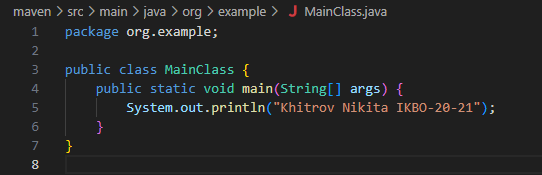 maven > src > main > java > org > example > J MainClass.java
1 package org.example;
2
3 public class MainClass {
4     public static void main(String[] args) {
5         System.out.println("Khitrov Nikita IKBO-20-21");
6     }
7 }
8